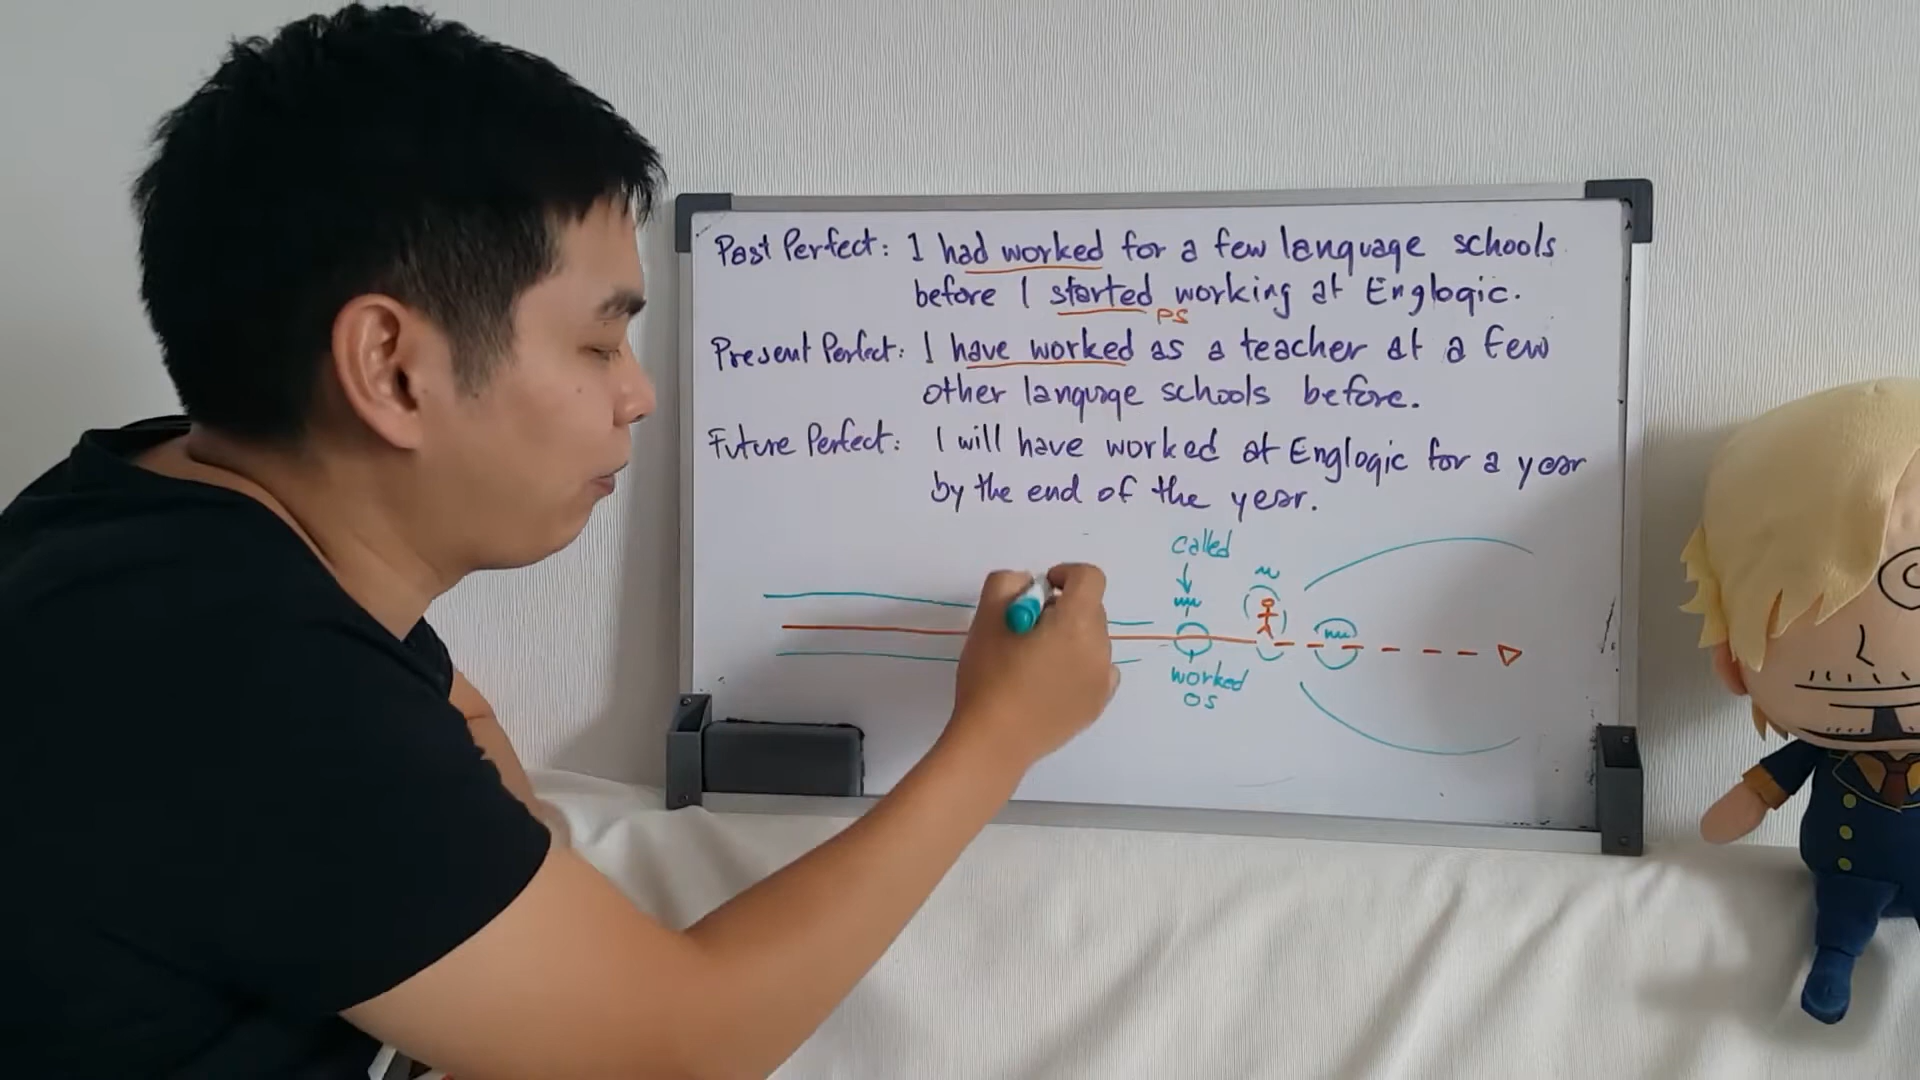 Past Perfect: I had worked for a few language schools
before I started working at Englogic.
PS
Present Perfect: I have worked as a teacher at a few
other language schools before.
Future Perfect: I will have worked at Englogic for a year
by the end of the year.
called
worked
os